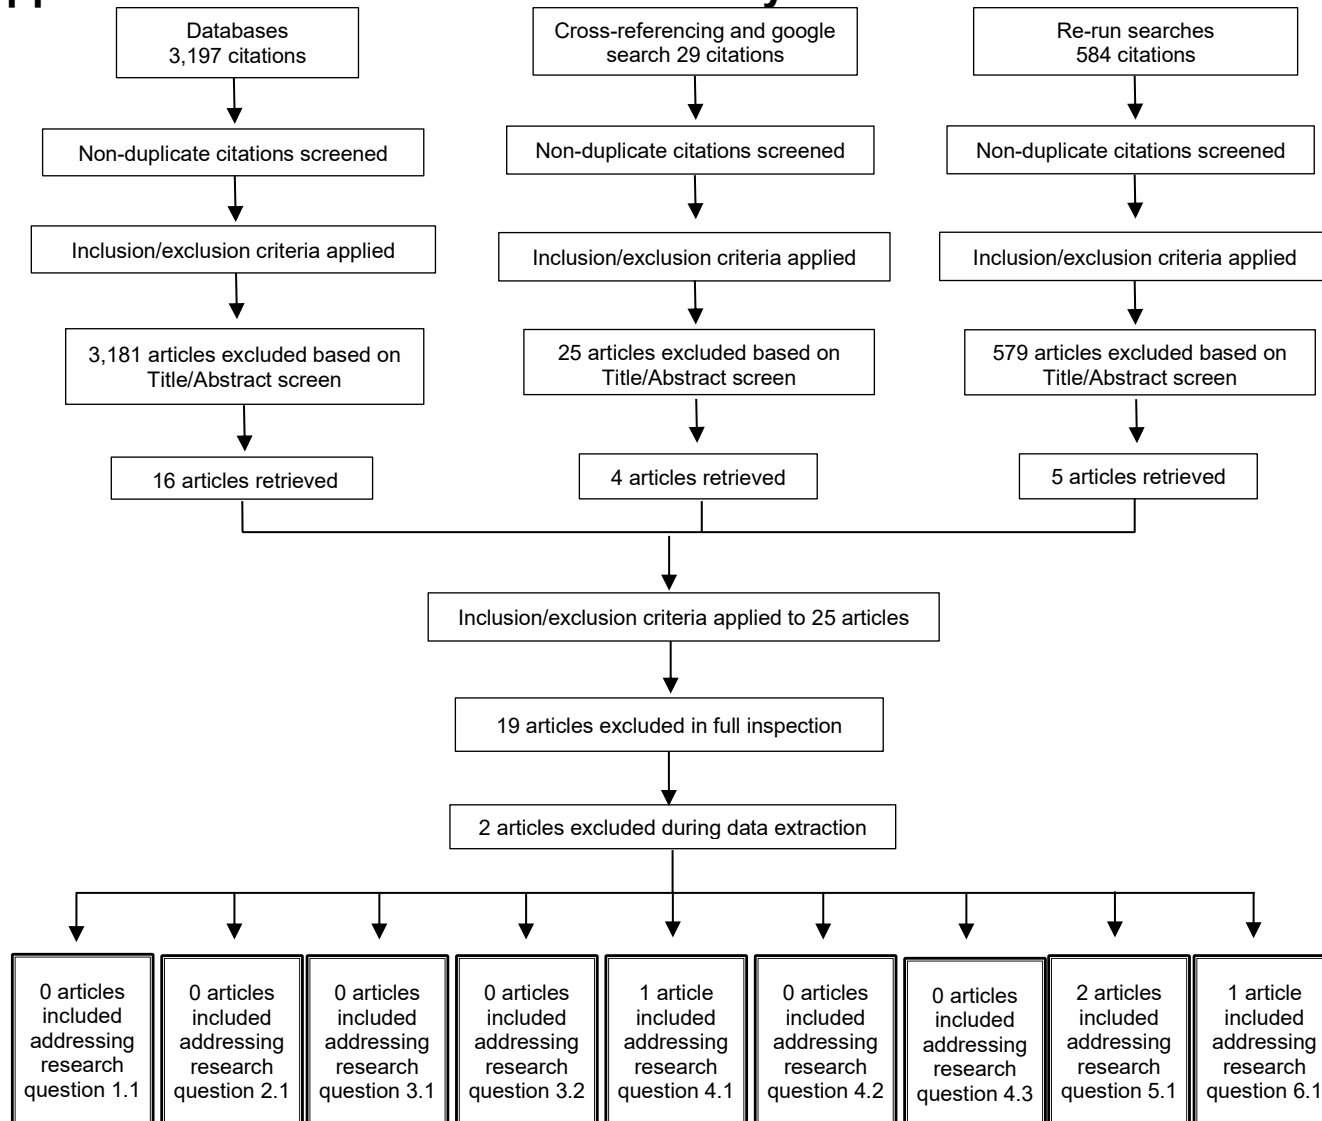 Databases
3,197 citations
Cross-referencing and google
search 29 citations
Re-run searches
584 citations
Non-duplicate citations screened
Non-duplicate citations screened
Non-duplicate citations screened
Inclusion/exclusion criteria applied
Inclusion/exclusion criteria applied
Inclusion/exclusion criteria applied
3,181 articles excluded based on
Title/Abstract screen
25 articles excluded based on
Title/Abstract screen
579 articles excluded based on
Title/Abstract screen
16 articles retrieved
4 articles retrieved
5 articles retrieved
Inclusion/exclusion criteria applied to 25 articles
19 articles excluded in full inspection
2 articles excluded during data extraction
0 articles
included
addressing
research
question 1.1
0 articles
included
addressing
research
question 2.1
0 articles
included
addressing
research
question 3.1
0 articles
included
addressing
research
question 3.2
1 article
included
addressing
research
question 4.1
0 articles
included
addressing
research
question 4.2
0 articles
included
addressing
research
question 4.3
2 articles
included
addressing
research
question 5.1
1 article
included
addressing
research
question 6.1